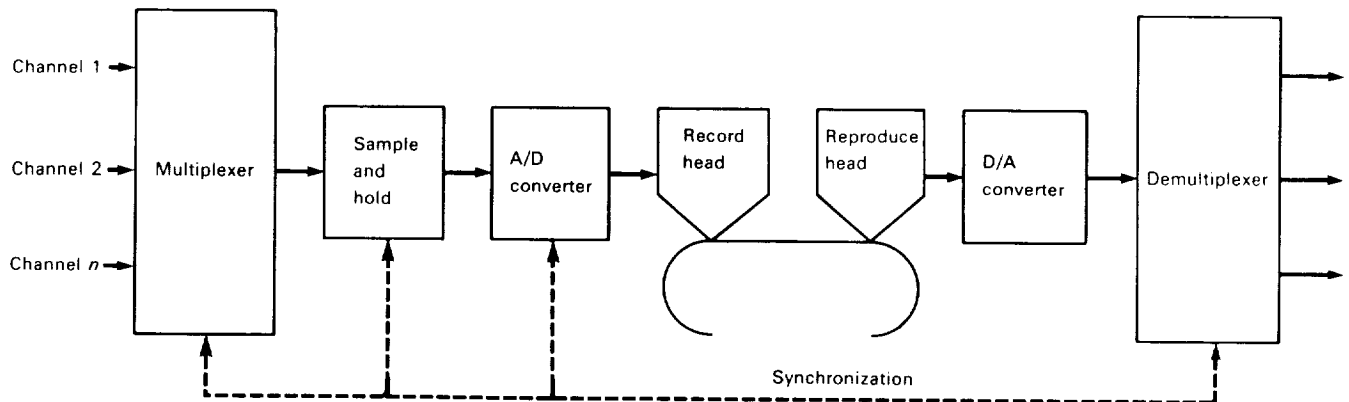 Channel 1
Channel 2
Channel n
Multiplexer
Sample
and
hold
A/D
converter
Record
head
Reproduce
head
D/A
converter
Demultiplexer
Synchronization